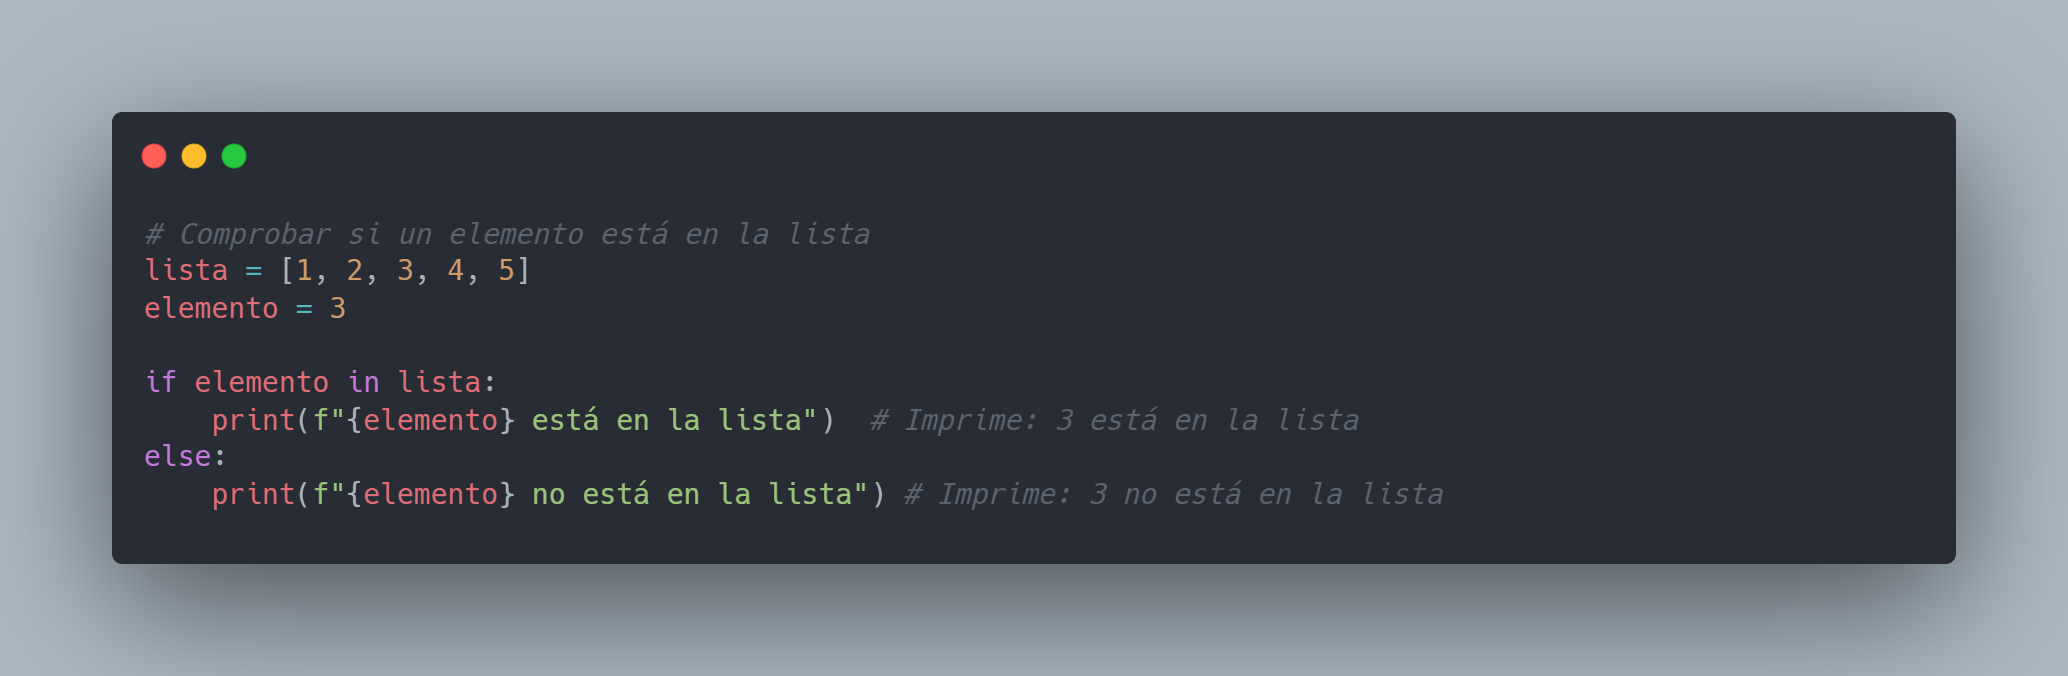 # Comprobar si un elemento está en la lista
lista = [1, 2, 3, 4, 5]
elemento = 3

if elemento in lista:
    print(f"{elemento} está en la lista")  # Imprime: 3 está en la lista
else:
    print(f"{elemento} no está en la lista") # Imprime: 3 no está en la lista